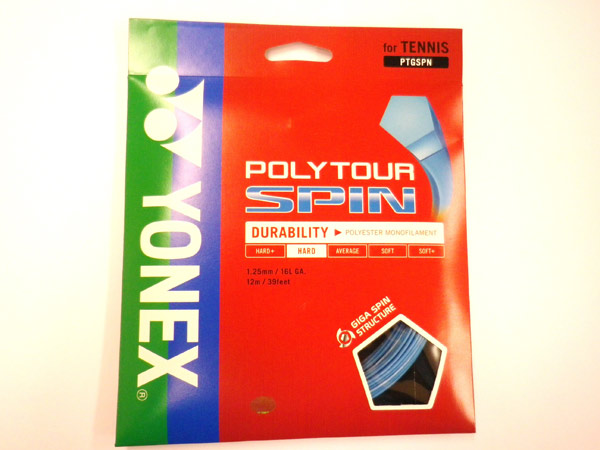 for TENNIS
PTGSPN
YONEX®
POLYTOUR
SPIN
DURABILITY ▶ POLYESTER MONOFILAMENT
HARD+ HARD AVERAGE SOFT SOFT+
1.25mm / 16L GA.
12m / 39feet
GIGA SPIN
STRUCTURE